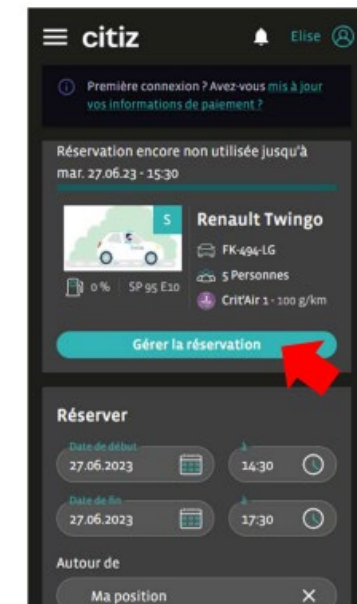 citiz
Elise
Première connexion ? Avez-vous mis à jour
vos informations de paiement ?
Réservation encore non utilisée jusqu'à
mar. 27.06.23 - 15:30
S
Renault Twingo
FK-494-LG
5 Personnes
0 %
SP 95 E10
Crit'Air 1 - 100 g/km
Gérer la réservation
Réserver
Date de début
à
27.06.2023
14:30
Date de fin
à
27.06.2023
17:30
Autour de
Ma position